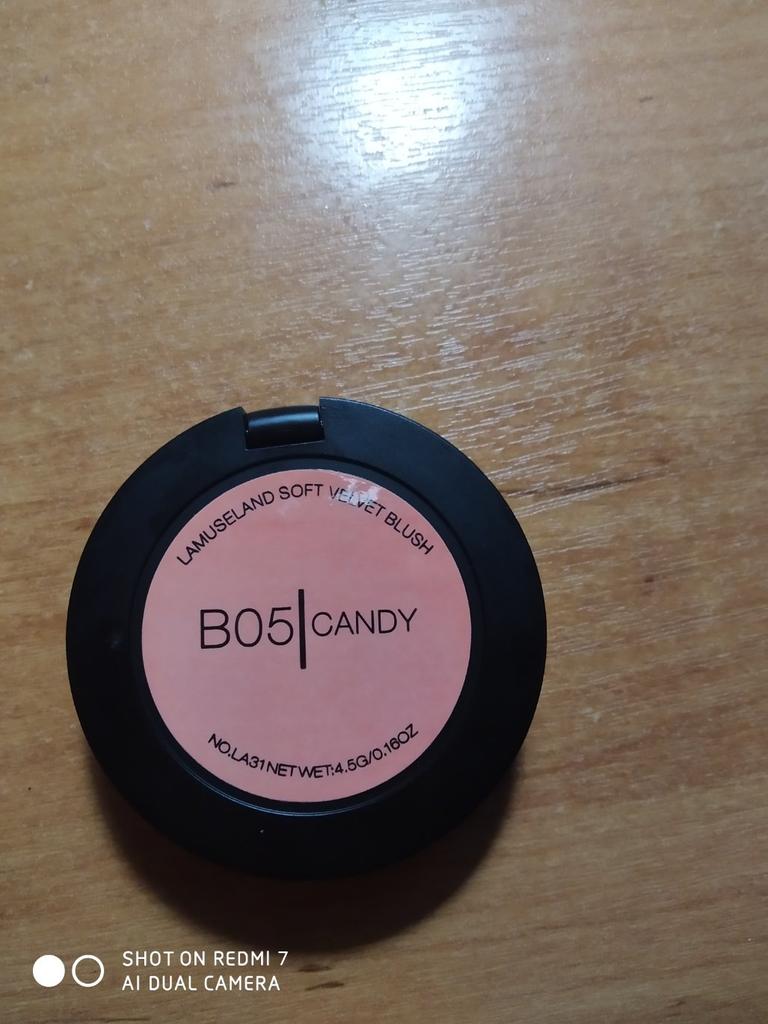 LAMUSELAND SOFT VELVET BLUSH
B05|CANDY
NO.LA31 NET WET:4.5G/0.16OZ
SHOT ON REDMI 7
AI DUAL CAMERA